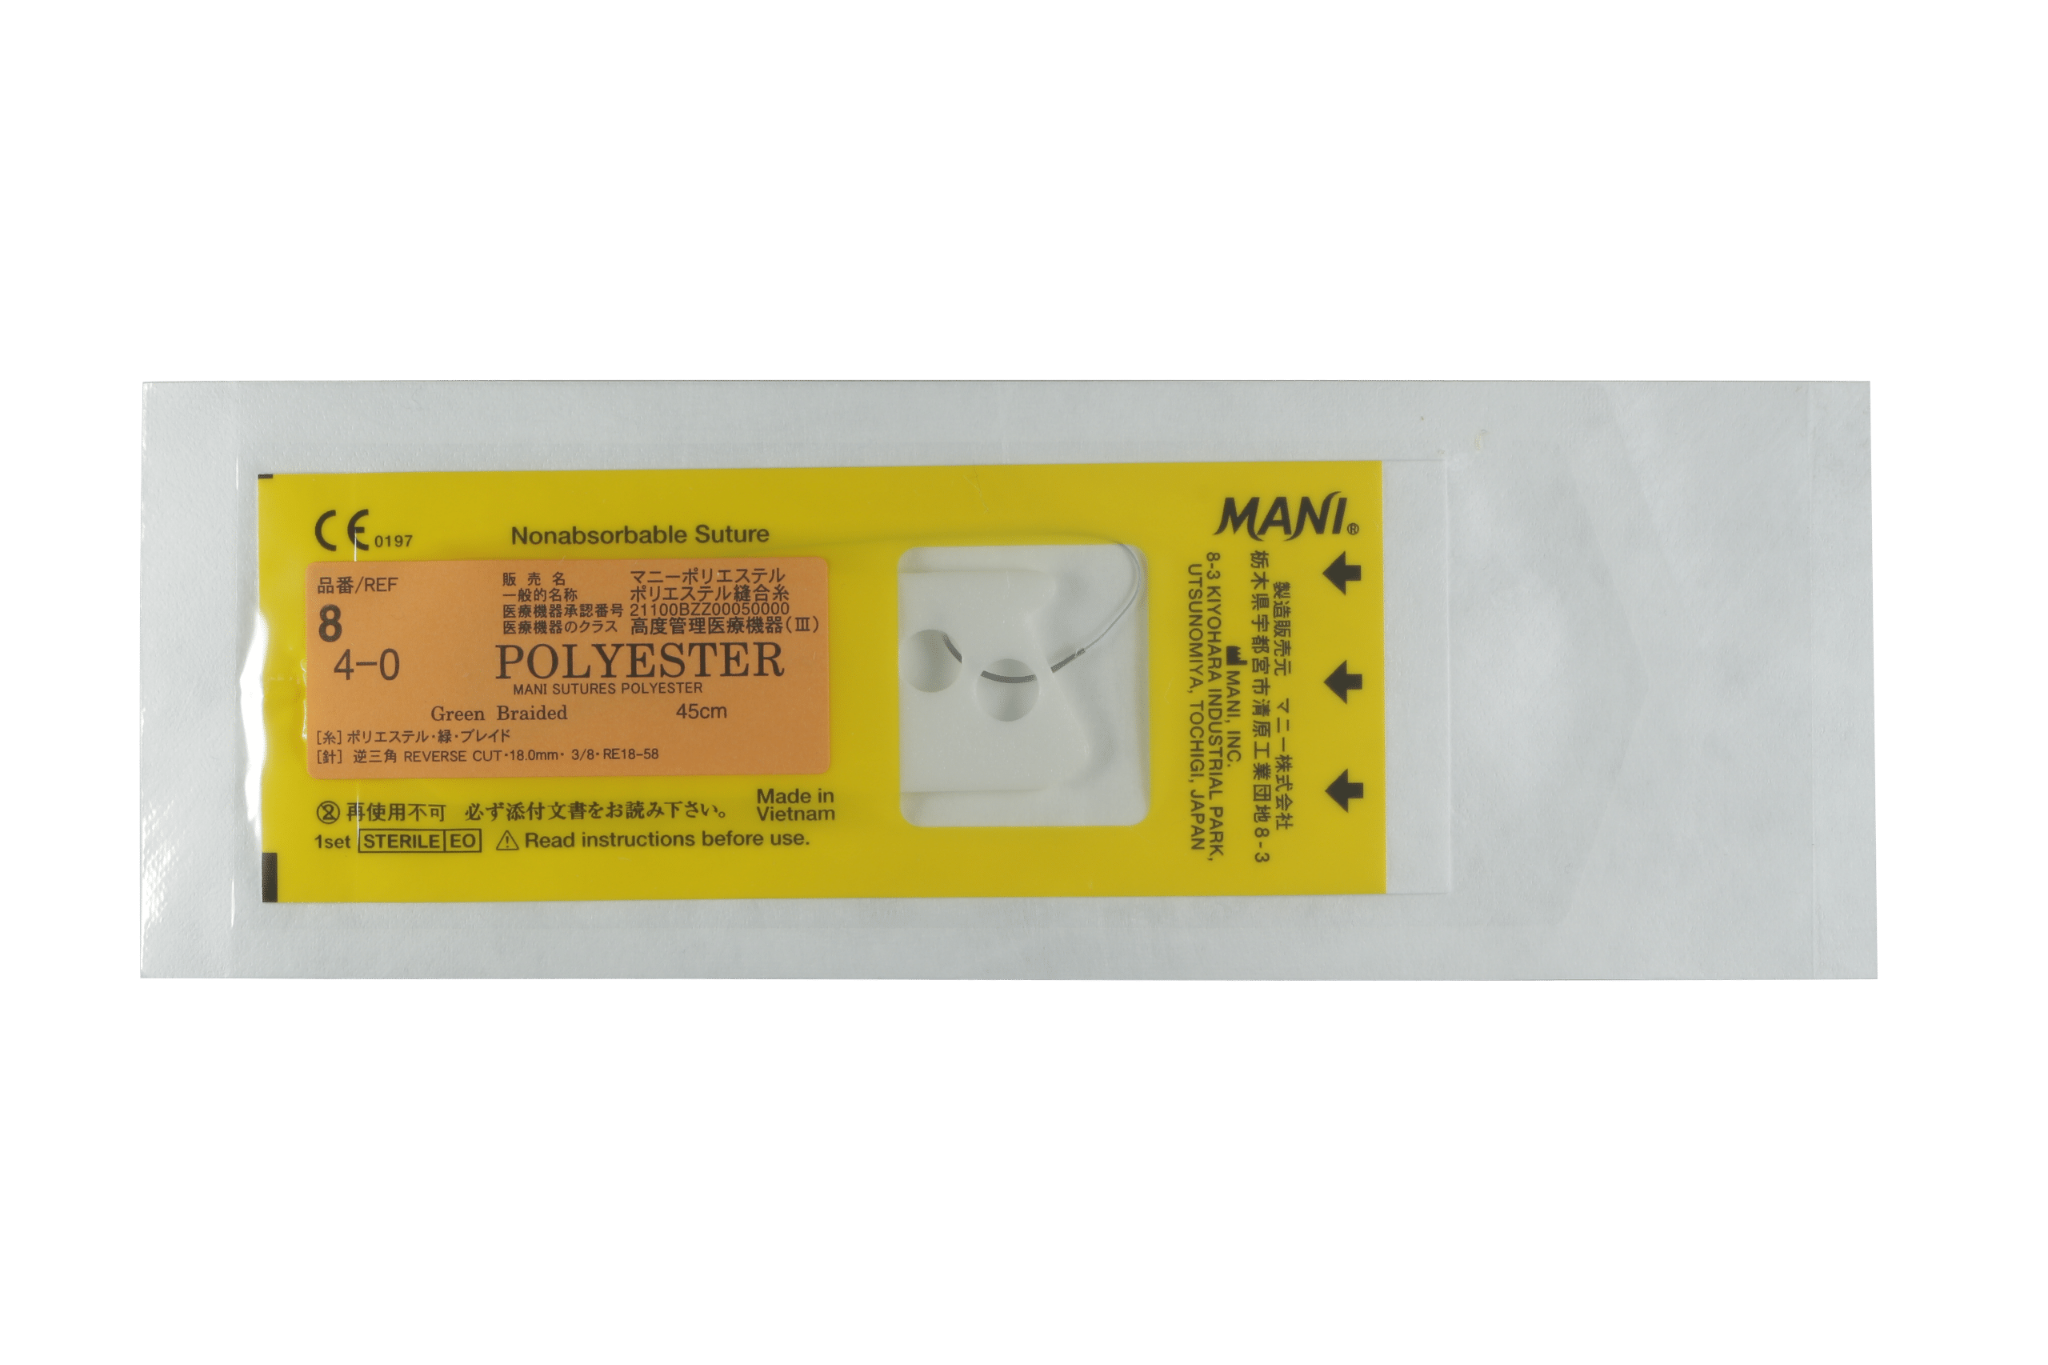 CE 0197
Nonabsorbable Suture
品番/REF
8
4-0
販売名 マニーポリエステル
一般的名称 ポリエステル縫合糸
医療機器承認番号 21100BZZ00050000
医療機器のクラス 高度管理医療機器(Ⅲ)
POLYESTER
MANI SUTURES POLYESTER
Green Braided 45cm
[糸] ポリエステル・緑・ブレイド
[針] 逆三角 REVERSE CUT・18.0mm・ 3/8・RE18-58
2 再使用不可 必ず添付文書をお読み下さい。
Made in
Vietnam
1set STERILE EO ! Read instructions before use.
MANI®
製造販売元 マニー株式会社
栃木県宇都宮市清原工業団地8-3
MANI, INC.
8-3 KIYOHARA INDUSTRIAL PARK,
UTSUNOMIYA, TOCHIGI, JAPAN